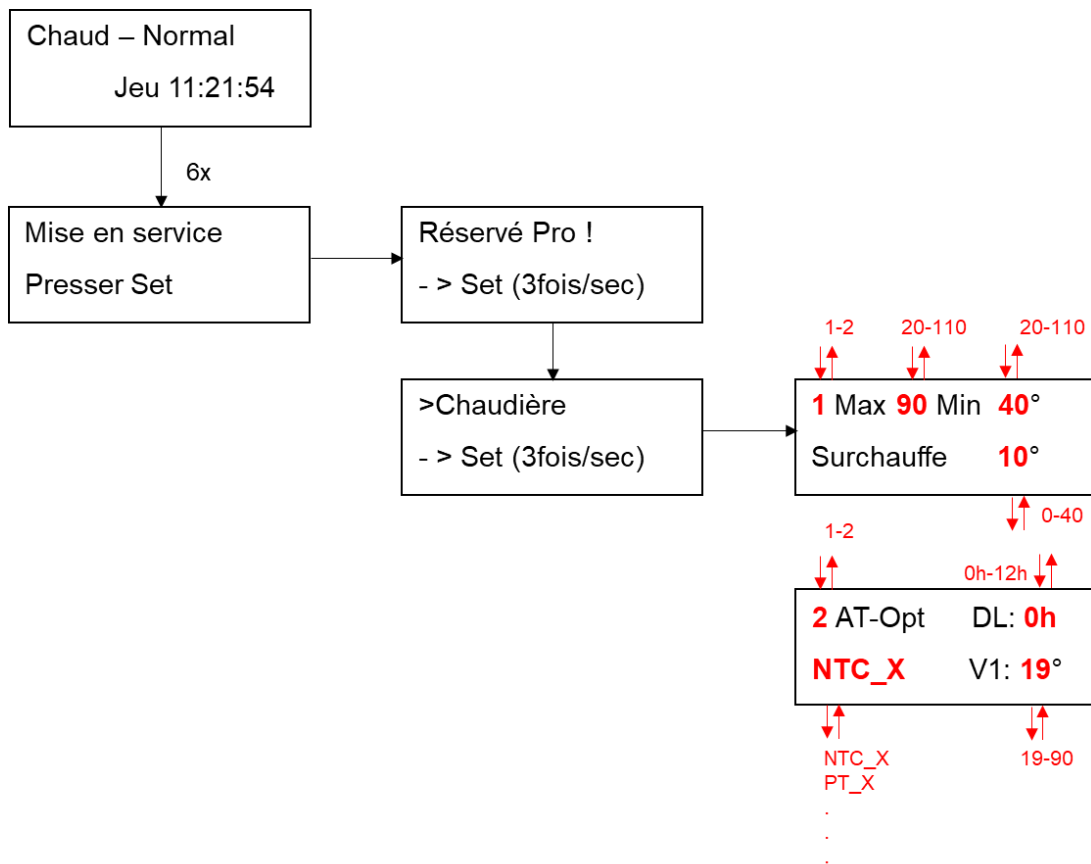 Chaud – Normal
Jeu 11:21:54
6x
Mise en service
Presser Set
Réservé Pro !
- > Set (3fois/sec)
>Chaudière
- > Set (3fois/sec)
1-2 20-110 20-110
1 Max 90 Min 40°
Surchauffe 10°
0-40
1-2
0h-12h
2 AT-Opt DL: 0h
NTC_X V1: 19°
NTC_X 19-90
PT_X
.
.
.